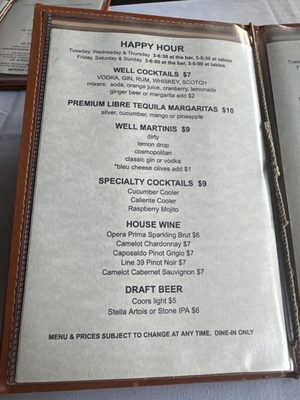 HAPPY HOUR
Tuesday, Wednesday & Thursday 3-6:30 at the bar, 3-5:30 at tables
Friday, Saturday & Sunday 3-6:00 at the bar, 3-5:00 at tables
WELL COCKTAILS $7
VODKA, GIN, RUM, WHISKEY, SCOTCH
mixers: soda, orange juice, cranberry, lemonade
ginger beer or margarita add $2
PREMIUM LIBRE TEQUILA MARGARITAS $10
silver, cucumber, mango or pineapple
WELL MARTINIS $9
dirty
lemon drop
cosmopolitan
classic gin or vodka
*bleu cheese olives add $1
SPECIALTY COCKTAILS $9
Cucumber Cooler
Caliente Cooler
Raspberry Mojito
HOUSE WINE
Opera Prima Sparkling Brut $6
Camelot Chardonnay $7
Caposaldo Pinot Grigio $7
Line 39 Pinot Noir $7
Camelot Cabernet Sauvignon $7
DRAFT BEER
Coors light $5
Stella Artois or Stone IPA $6
MENU & PRICES SUBJECT TO CHANGE AT ANY TIME. DINE-IN ONLY